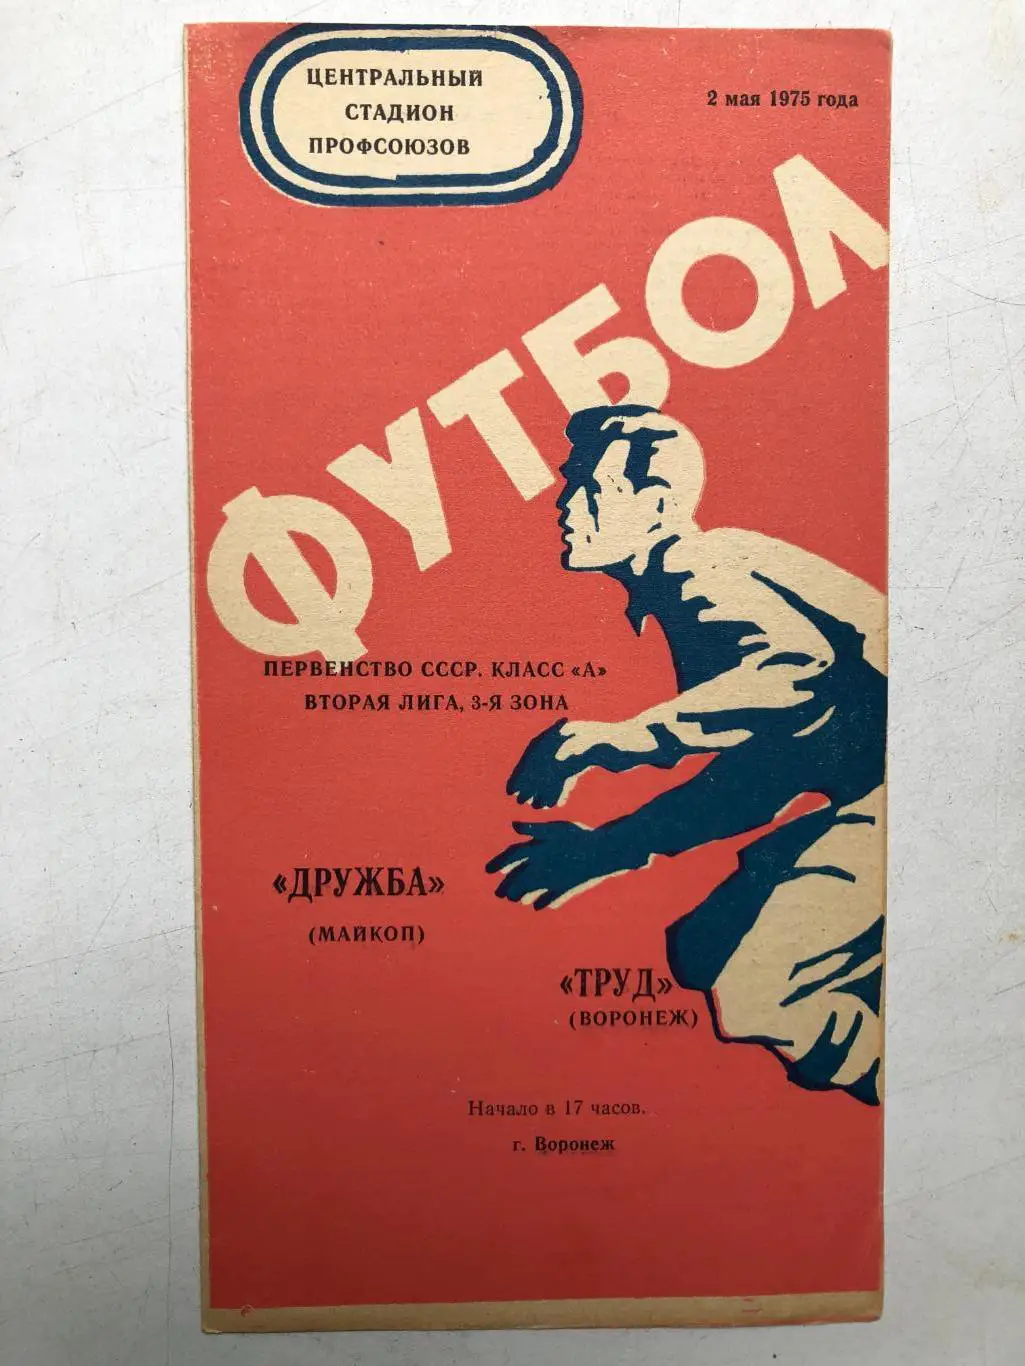 ЦЕНТРАЛЬНЫЙ
СТАДИОН
ПРОФСОЮЗОВ
2 мая 1975 года
ФУТБОЛ
ПЕРВЕНСТВО СССР. КЛАСС «А»
ВТОРАЯ ЛИГА, 3-Я ЗОНА
«ДРУЖБА»
(МАЙКОП)
«ТРУД»
(ВОРОНЕЖ)
Начало в 17 часов.
г. Воронеж